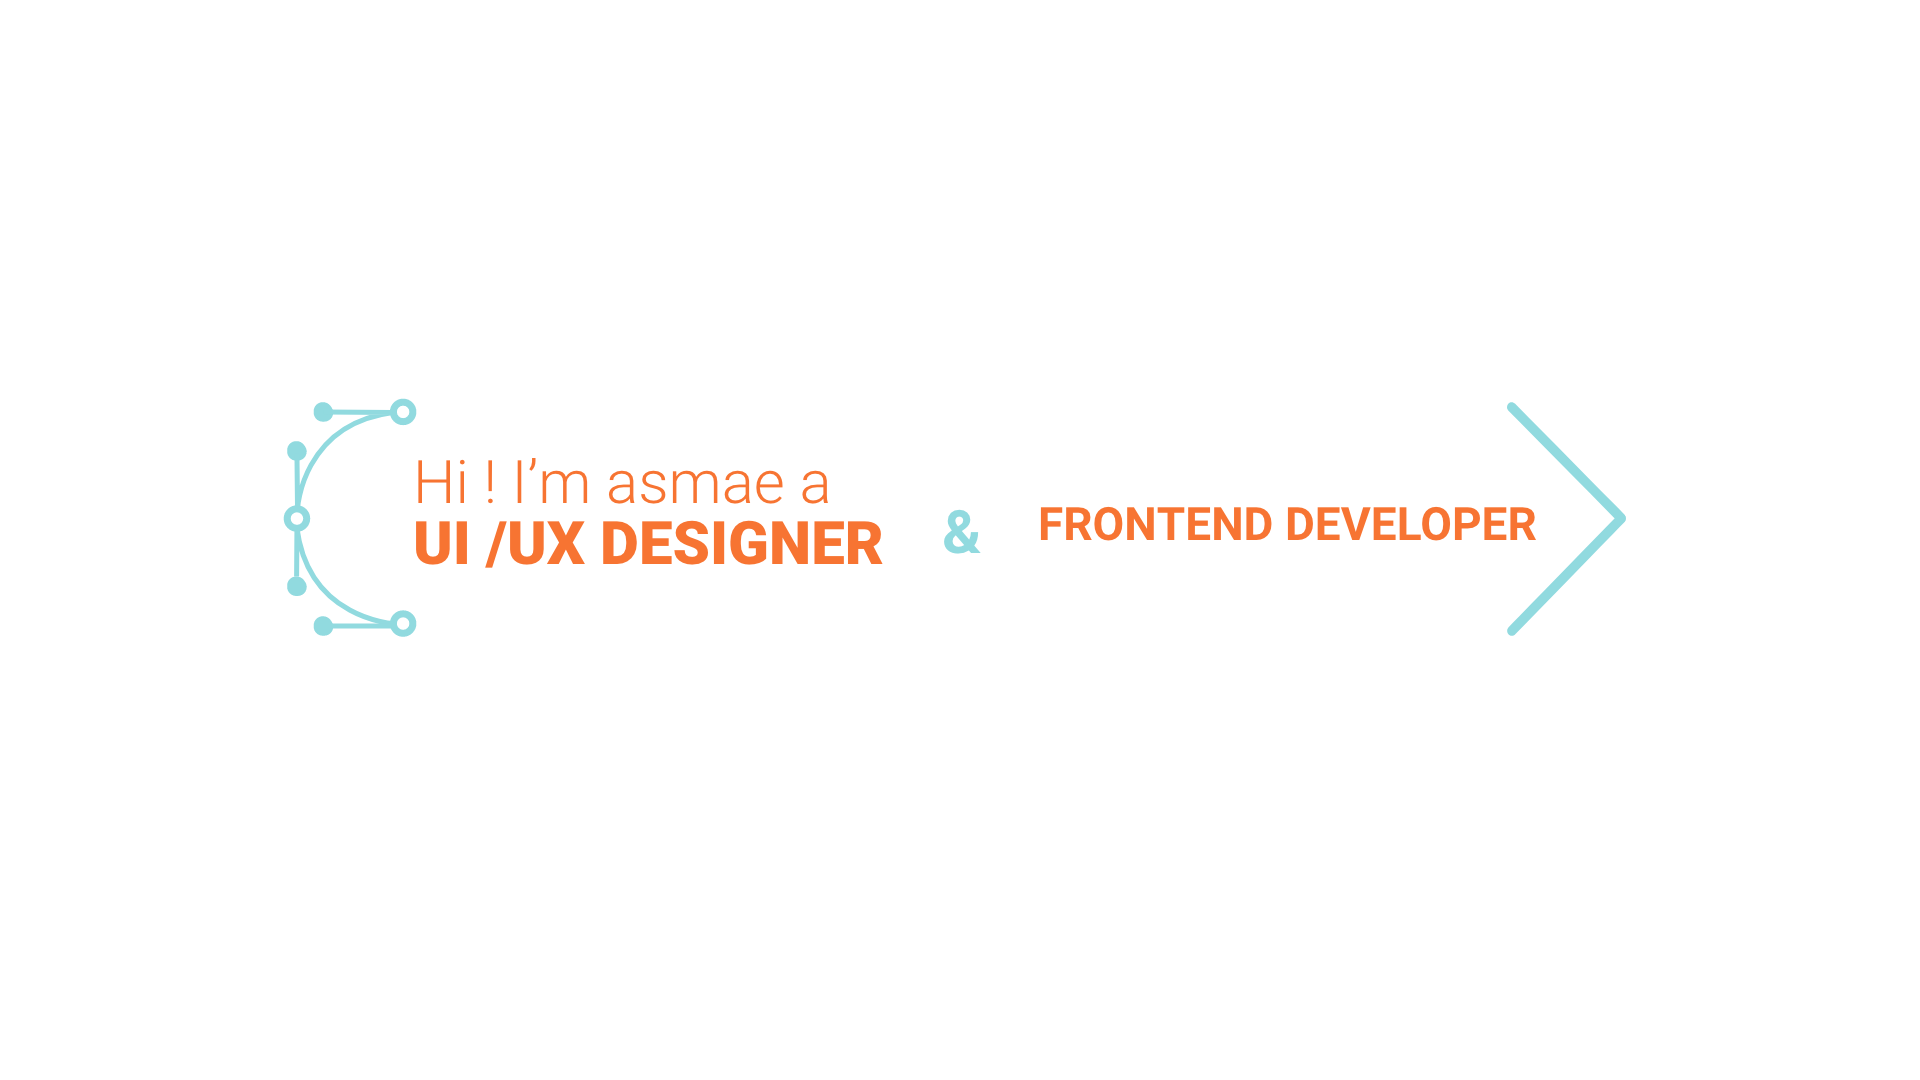 Hi ! I’m asmae a
UI /UX DESIGNER
&
FRONTEND DEVELOPER